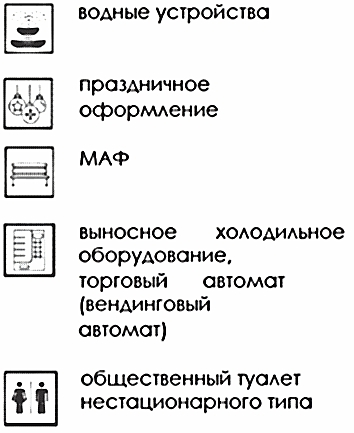 водные устройства
праздничное
оформление
МАФ
выносное холодильное
оборудование,
торговый автомат
(вендинговый
автомат)
общественный туалет
нестационарного типа